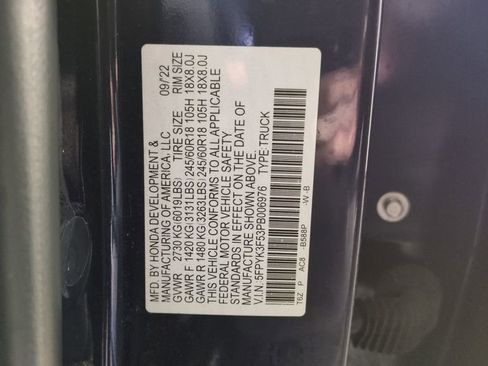 MFD. BY HONDA DEVELOPMENT &
MANUFACTURING OF AMERICA, LLC 09/'22
GVWR 2730 KG(6019LBS) TIRE SIZE RIM SIZE
GAWR F 1420 KG(3131LBS) 245/60R18 105H 18X8.0J
GAWR R 1480 KG(3263LBS) 245/60R18 105H 18X8.0J
THIS VEHICLE CONFORMS TO ALL APPLICABLE
FEDERAL MOTOR VEHICLE SAFETY
STANDARDS IN EFFECT ON THE DATE OF
MANUFACTURE SHOWN ABOVE.
V.I.N. 5FPYK3F53PB006976 TYPE-TRUCK
T6Z P AC8 -B588P -W -B